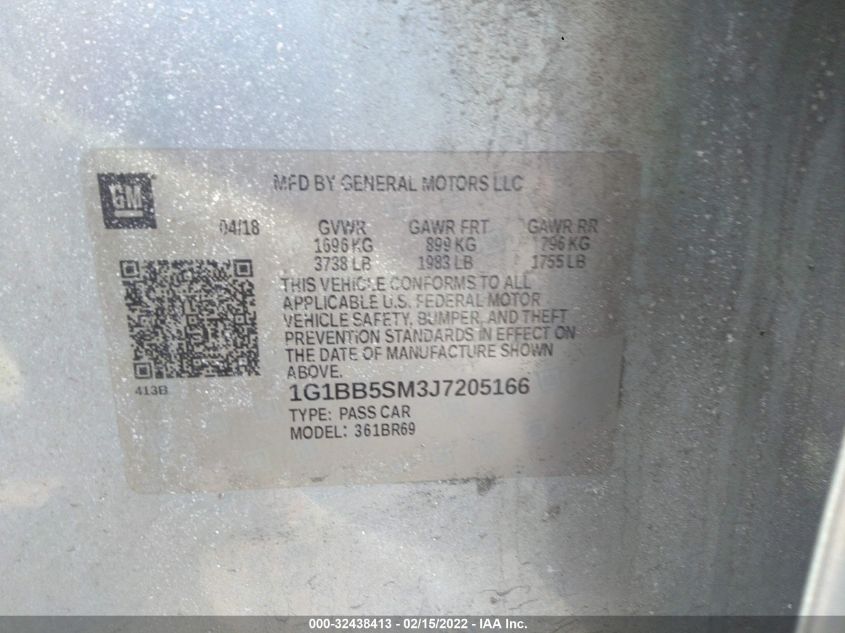 GM
MFD BY GENERAL MOTORS LLC
04/18 GVWR GAWR FRT GAWR RR
1696 KG 899 KG 796 KG
3738 LB 1983 LB 1755 LB
THIS VEHICLE CONFORMS TO ALL
APPLICABLE U.S. FEDERAL MOTOR
VEHICLE SAFETY, BUMPER, AND THEFT
PREVENTION STANDARDS IN EFFECT ON
THE DATE OF MANUFACTURE SHOWN
ABOVE.
413B
1G1BB5SM3J7205166
TYPE: PASS CAR
MODEL: 361BR69
000-32438413 - 02/15/2022 - IAA, Inc.